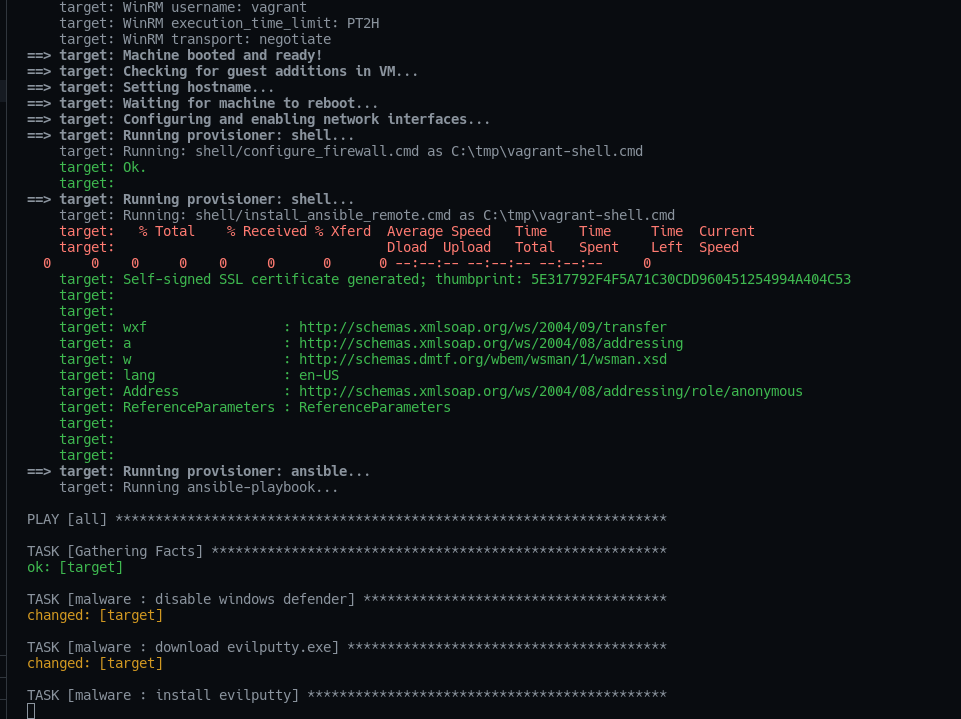 target: WinRM username: vagrant
target: WinRM execution_time_limit: PT2H
target: WinRM transport: negotiate
==> target: Machine booted and ready!
==> target: Checking for guest additions in VM...
==> target: Setting hostname...
==> target: Waiting for machine to reboot...
==> target: Configuring and enabling network interfaces...
==> target: Running provisioner: shell...
target: Running: shell/configure_firewall.cmd as C:\tmp\vagrant-shell.cmd
target: Ok.
target:
==> target: Running provisioner: shell...
target: Running: shell/install_ansible_remote.cmd as C:\tmp\vagrant-shell.cmd
target:   % Total    % Received % Xferd  Average Speed   Time    Time     Time  Current
target:                                  Dload  Upload   Total   Spent    Left  Speed
0     0    0     0    0     0      0      0 --:--:-- --:--:-- --:--:--     0
target: Self-signed SSL certificate generated; thumbprint: 5E317792F4F5A71C30CDD960451254994A404C53
target:
target:
target: wxf                 : http://schemas.xmlsoap.org/ws/2004/09/transfer
target: a                   : http://schemas.xmlsoap.org/ws/2004/08/addressing
target: w                   : http://schemas.dmtf.org/wbem/wsman/1/wsman.xsd
target: lang                : en-US
target: Address             : http://schemas.xmlsoap.org/ws/2004/08/addressing/role/anonymous
target: ReferenceParameters : ReferenceParameters
target:
target:
target:
==> target: Running provisioner: ansible...
target: Running ansible-playbook...
PLAY [all] *********************************************************************
TASK [Gathering Facts] *********************************************************
ok: [target]
TASK [malware : disable windows defender] **************************************
changed: [target]
TASK [malware : download evilputty.exe] ****************************************
changed: [target]
TASK [malware : install evilputty] *********************************************